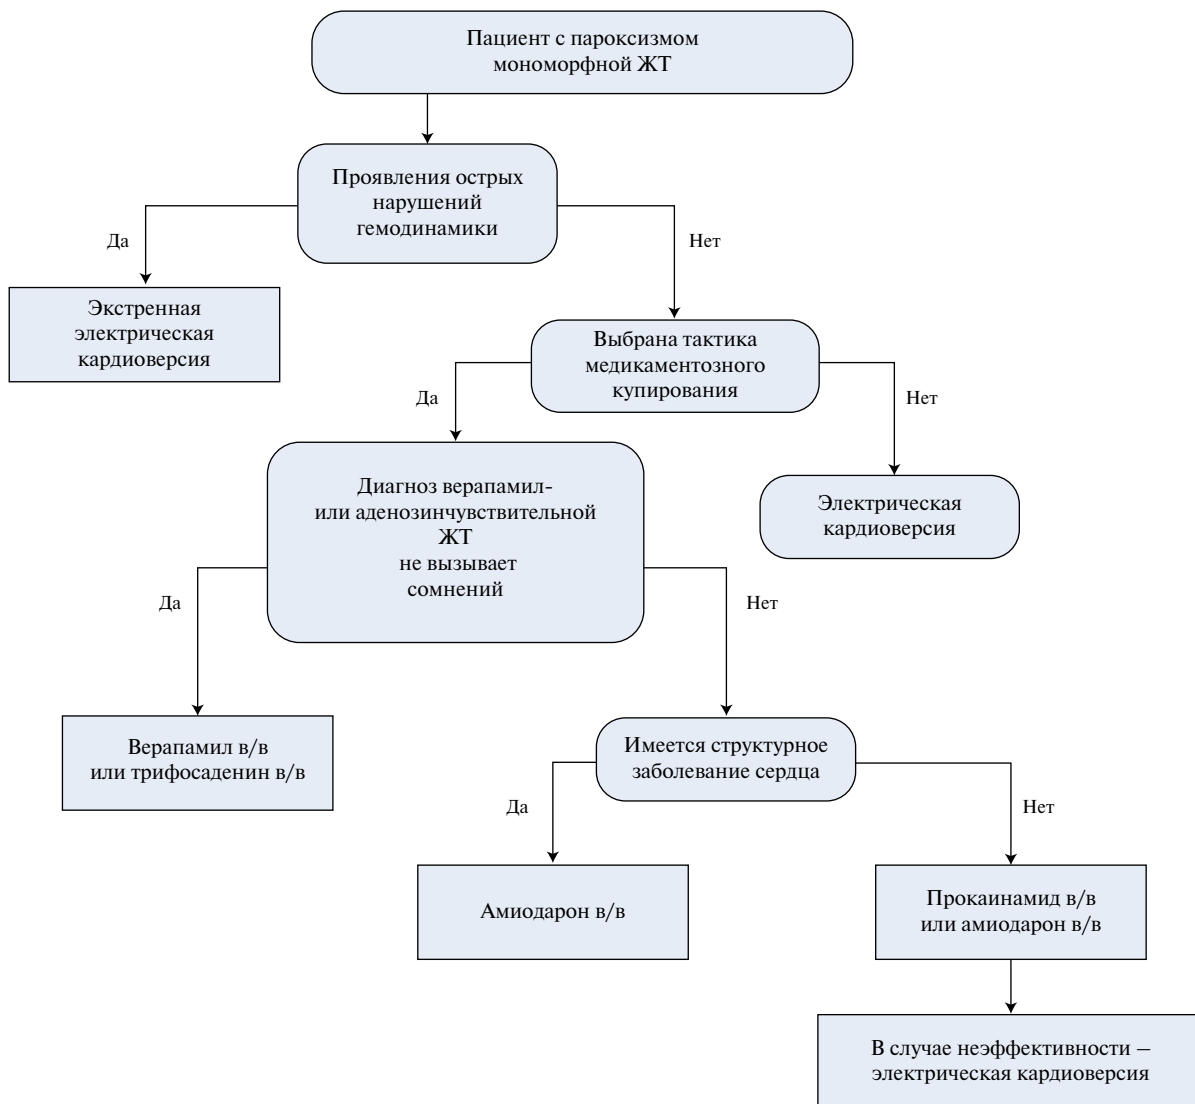 Пациент с пароксизмом
мономорфной ЖТ
Проявления острых
нарушений
гемодинамики
Да
Нет
Экстренная
электрическая
кардиоверсия
Выбрана тактика
медикаментозного
купирования
Да
Нет
Диагноз верапамил-
или аденозинчувствительной
ЖТ
не вызывает
сомнений
Электрическая
кардиоверсия
Да
Нет
Верапамил в/в
или трифосаденин в/в
Имеется структурное
заболевание сердца
Да
Нет
Амиодарон в/в
Прокаинамид в/в
или амиодарон в/в
В случае неэффективности –
электрическая кардиоверсия